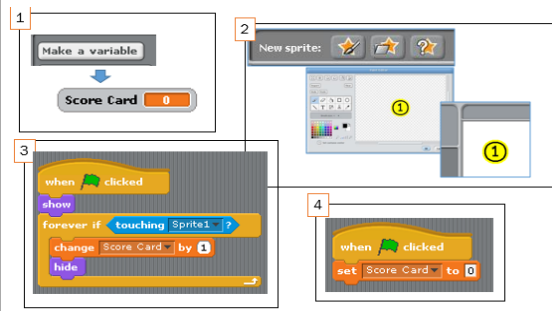 1
Make a variable
Score Card 0
2
New sprite:
1
1
3
when clicked
show
forever if touching Sprite1 ?
change Score Card by 1
hide
4
when clicked
set Score Card to 0